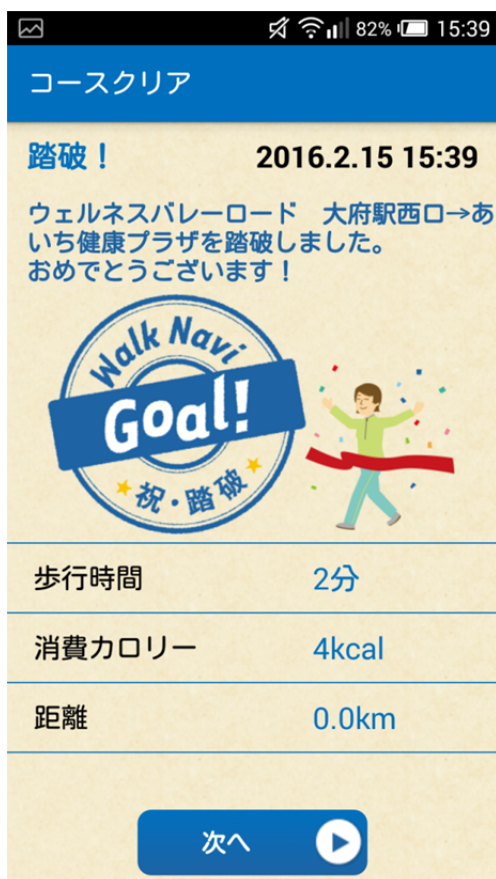 82% 15:39
コースクリア
踏破！ 2016.2.15 15:39
ウェルネスバレーロード　大府駅西口→あ
いち健康プラザを踏破しました。
おめでとうございます！
Walk Navi
Goal!
祝・踏破
歩行時間 2分
消費カロリー 4kcal
距離 0.0km
次へ